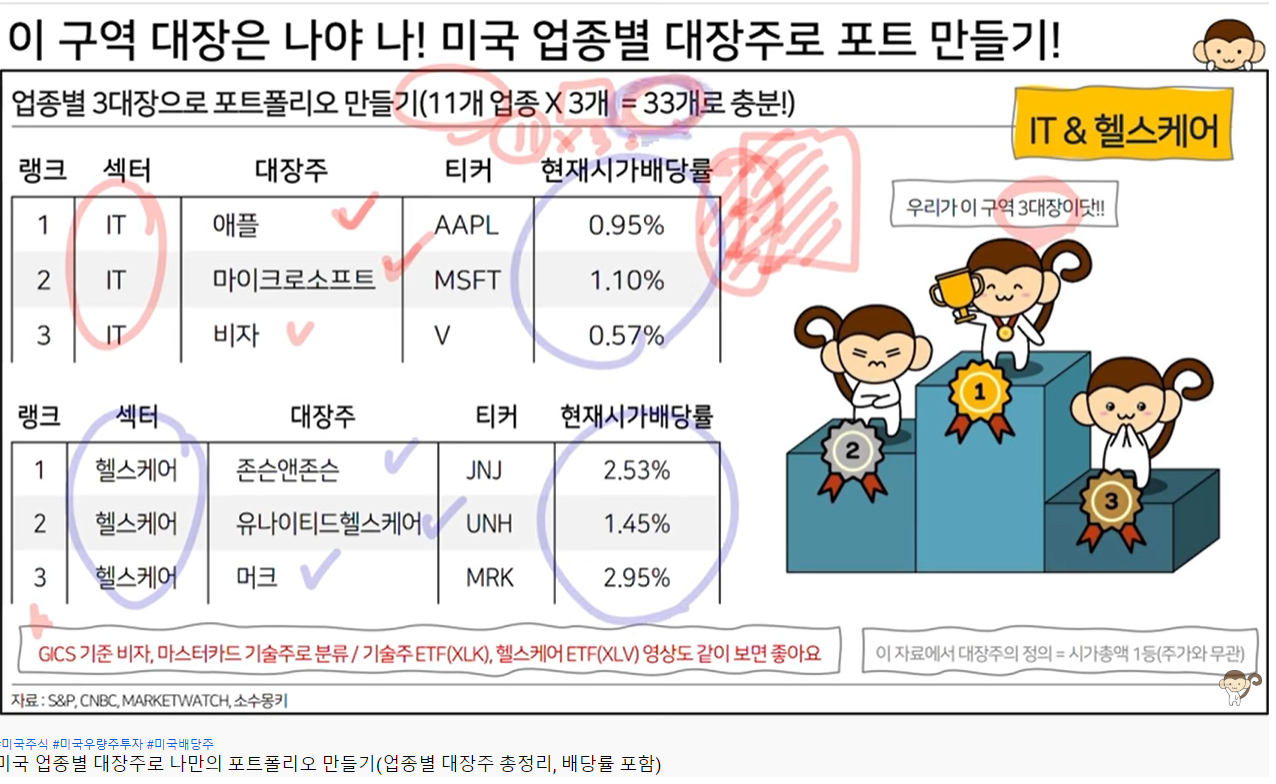 이 구역 대장은 나야 나! 미국 업종별 대장주로 포트 만들기!
업종별 3대장으로 포트폴리오 만들기(11개 업종 X 3개 = 33개로 충분!)
11 x 3 =
IT & 헬스케어
랭크 섹터 대장주 티커 현재시가배당률
1 IT 애플 AAPL 0.95%
2 IT 마이크로소프트 MSFT 1.10%
3 IT 비자 V 0.57%
우리가 이 구역 3대장이닷!!
1
2
3
랭크 섹터 대장주 티커 현재시가배당률
1 헬스케어 존슨앤존슨 JNJ 2.53%
2 헬스케어 유나이티드헬스케어 UNH 1.45%
3 헬스케어 머크 MRK 2.95%
GICS 기준 비자, 마스터카드 기술주로 분류 / 기술주 ETF(XLK), 헬스케어 ETF(XLV) 영상도 같이 보면 좋아요
이 자료에서 대장주의 정의 = 시가총액 1등(주가와 무관)
자료 : S&P, CNBC, MARKETWATCH, 소수몽키
#미국주식 #미국우량주투자 #미국배당주
미국 업종별 대장주로 나만의 포트폴리오 만들기(업종별 대장주 총정리, 배당률 포함)